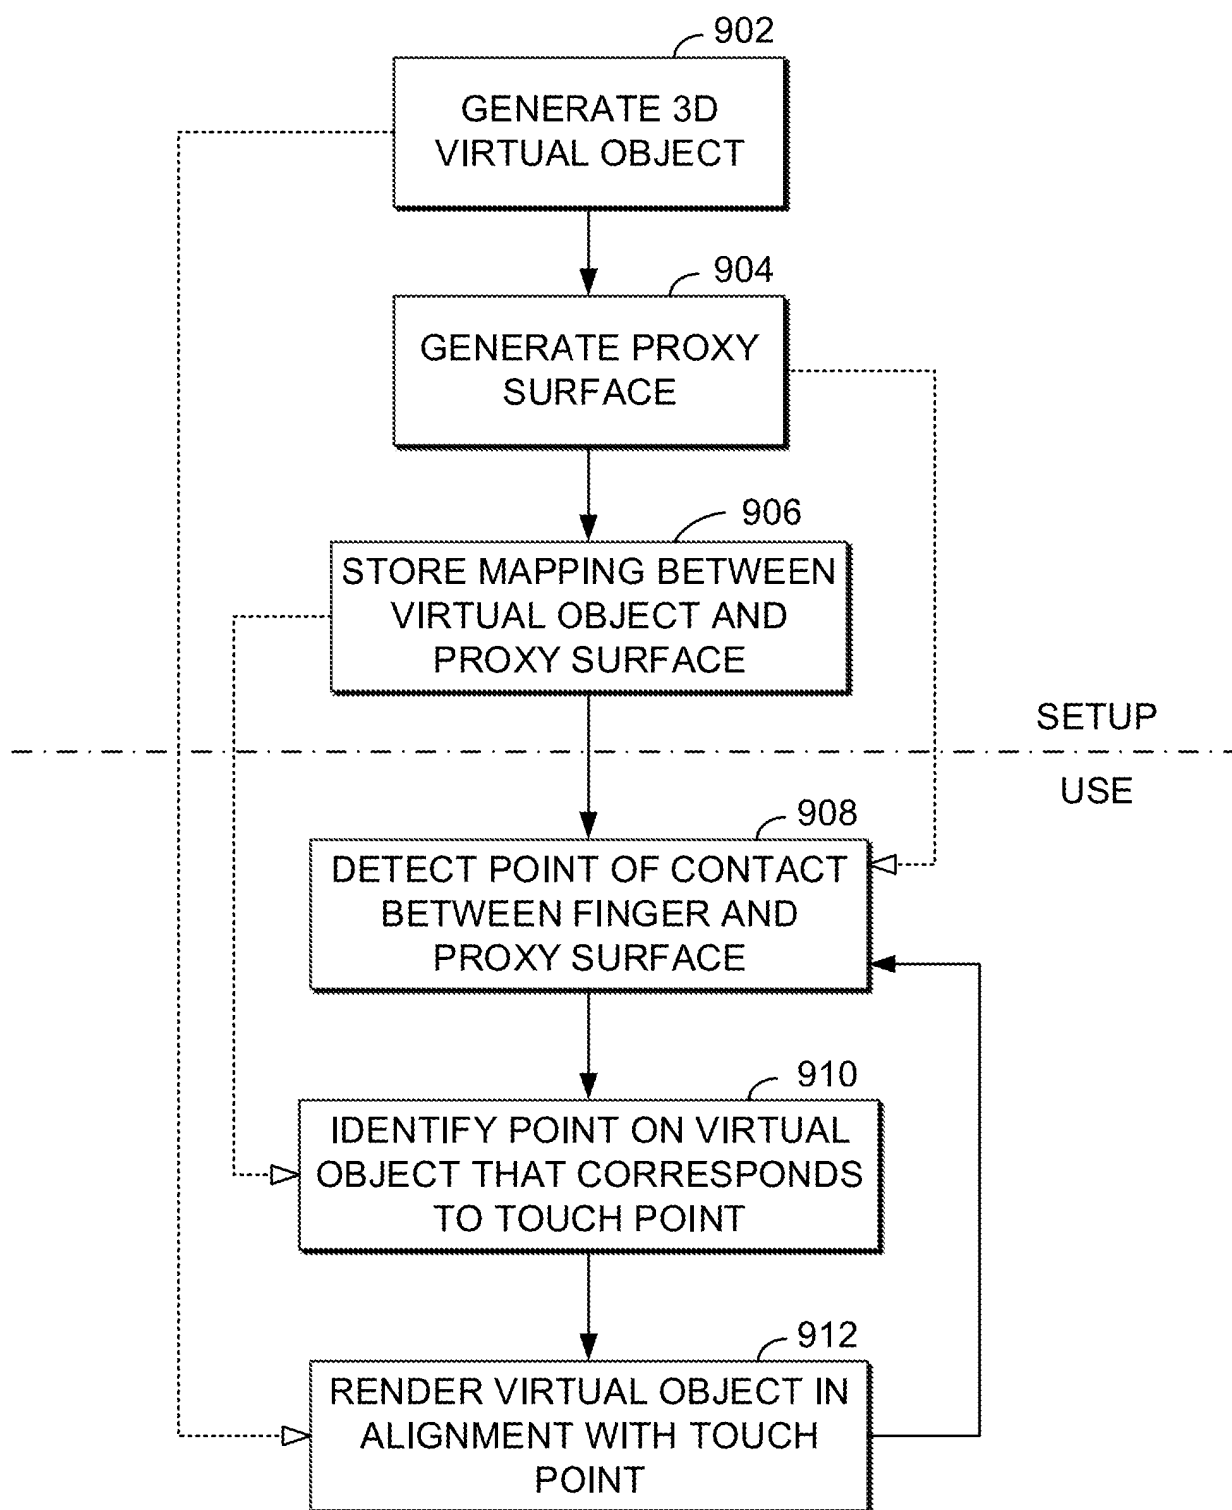 902
GENERATE 3D
VIRTUAL OBJECT
904
GENERATE PROXY
SURFACE
906
STORE MAPPING BETWEEN
VIRTUAL OBJECT AND
PROXY SURFACE
SETUP
USE
908
DETECT POINT OF CONTACT
BETWEEN FINGER AND
PROXY SURFACE
910
IDENTIFY POINT ON VIRTUAL
OBJECT THAT CORRESPONDS
TO TOUCH POINT
912
RENDER VIRTUAL OBJECT IN
ALIGNMENT WITH TOUCH
POINT